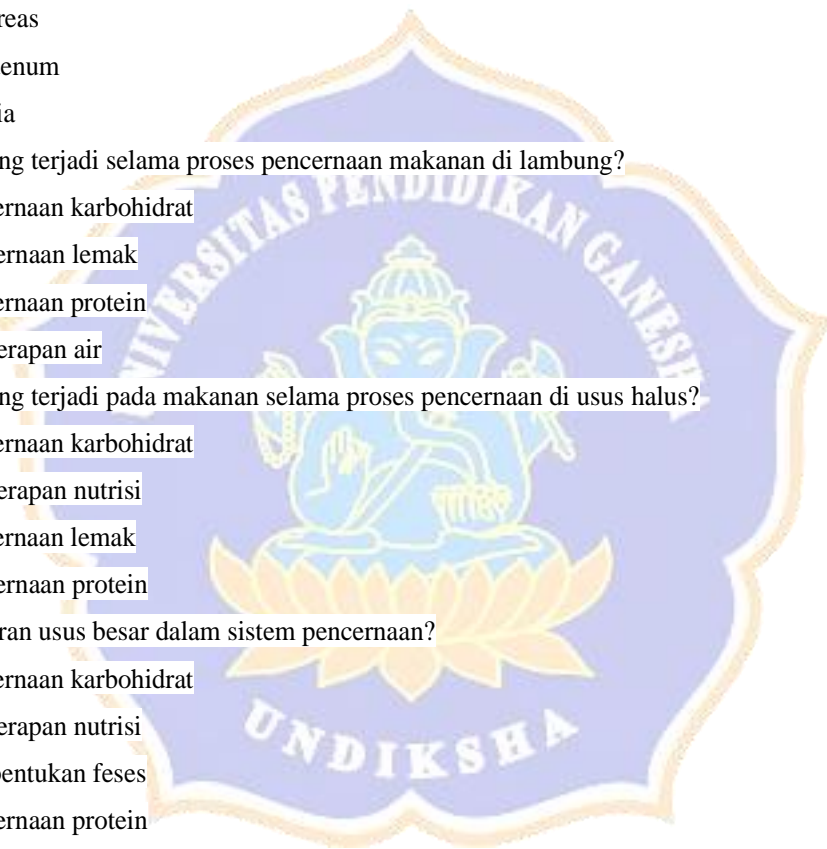 reas
enum
ia
ng terjadi selama proses pencernaan makanan di lambung?
ernaan karbohidrat
ernaan lemak
ernaan protein
erapan air
ng terjadi pada makanan selama proses pencernaan di usus halus?
ernaan karbohidrat
erapan nutrisi
ernaan lemak
ernaan protein
ran usus besar dalam sistem pencernaan?
ernaan karbohidrat
erapan nutrisi
bentukan feses
ernaan protein
UNIVERSITAS PENDIDIKAN GANESHA
UNDIKSHA